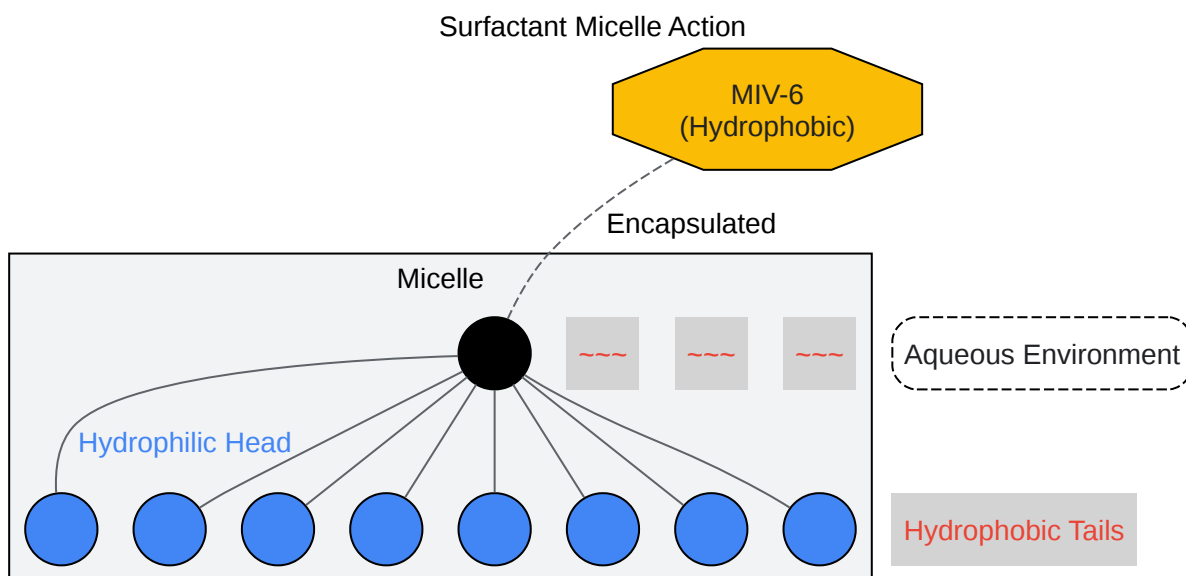 Surfactant Micelle Action
MIV-6
(Hydrophobic)
Encapsulated
Micelle
~~~
~~~
~~~
Aqueous Environment
Hydrophilic Head
Hydrophobic Tails